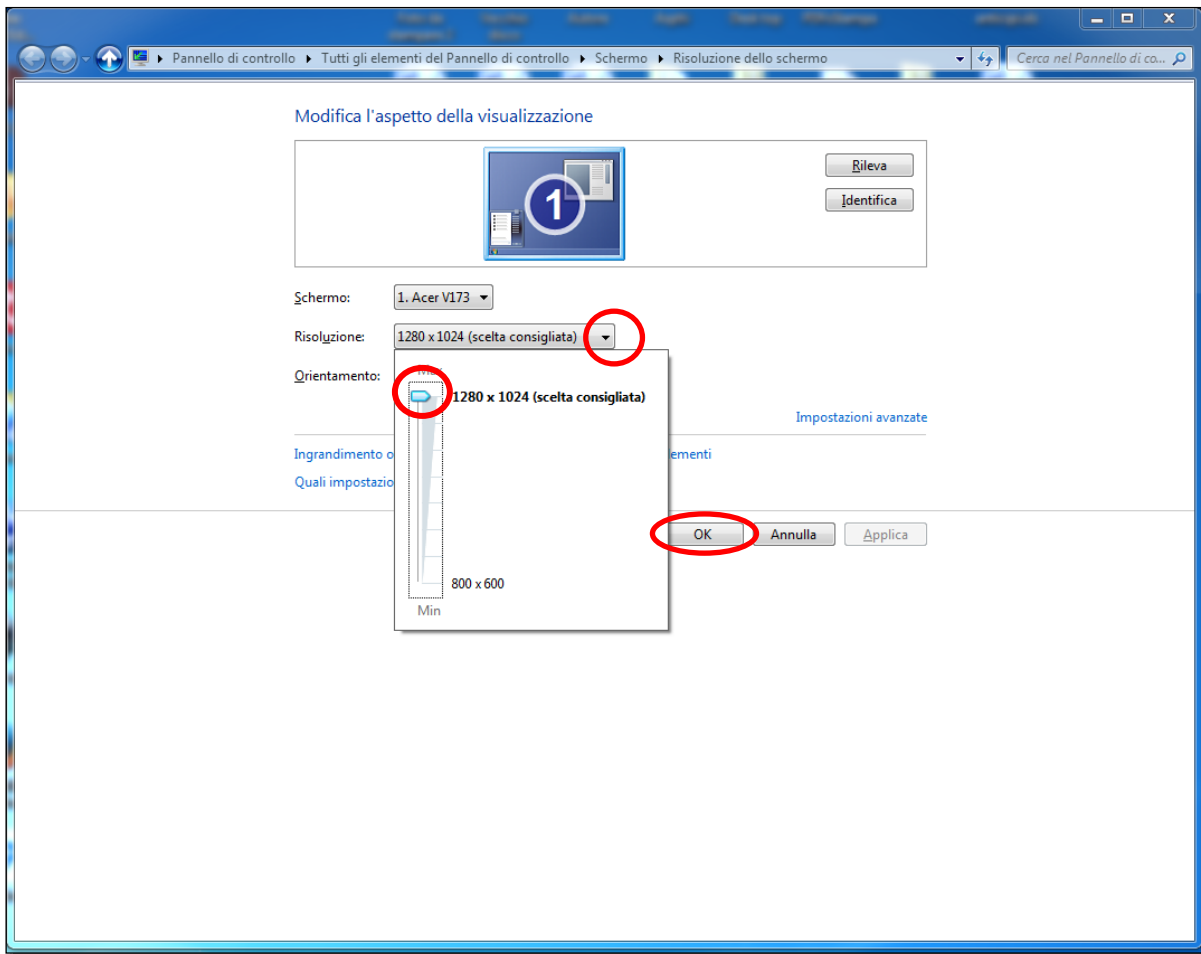 Pannello di controllo Tutti gli elementi del Pannello di controllo Schermo Risoluzione dello schermo
Cerca nel Pannello di co...
Modifica l'aspetto della visualizzazione
1
Rileva
Identifica
Schermo: 1. Acer V173
Risoluzione: 1280 x 1024 (scelta consigliata)
Orientamento:
1280 x 1024 (scelta consigliata)
Impostazioni avanzate
Ingrandimento o
ementi
Quali impostazio
OK Annulla Applica
800 x 600
Min